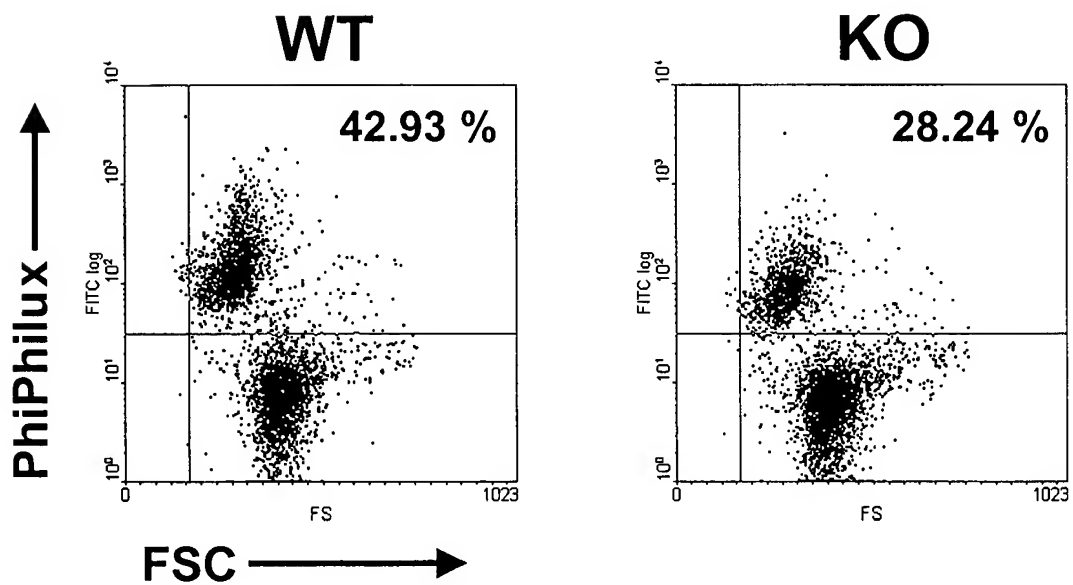 WT
KO
PhiPhilux
10⁴
10³
10²
10¹
10⁰
FITC log
42.93 %
0
1023
FS
10⁴
10³
10²
10¹
10⁰
FITC log
28.24 %
0
1023
FS
FSC